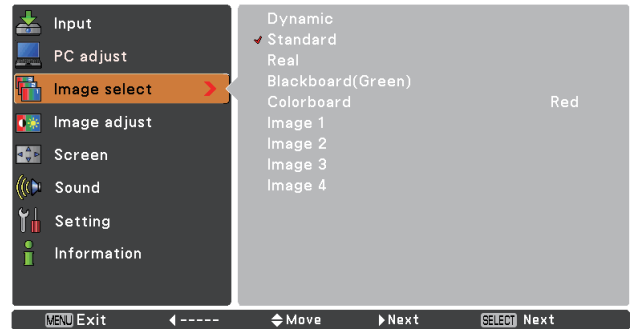 Input
PC adjust
Image select
Image adjust
Screen
Sound
Setting
Information
Dynamic
Standard
Real
Blackboard(Green)
Colorboard Red
Image 1
Image 2
Image 3
Image 4
MENU Exit ----- Move Next SELECT Next